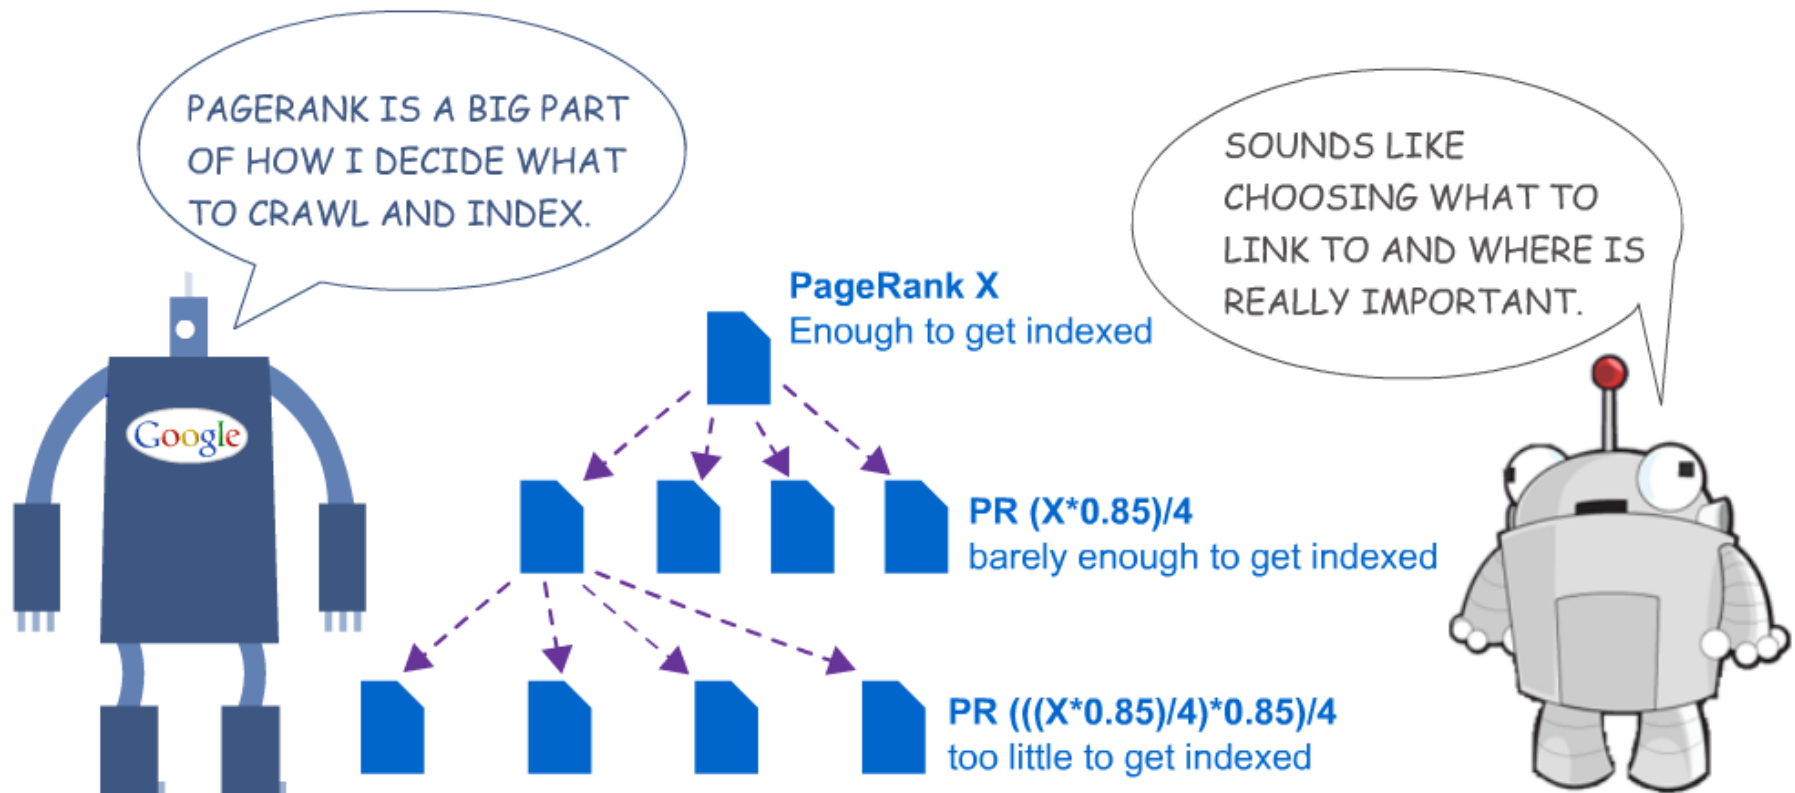 PAGERANK IS A BIG PART
OF HOW I DECIDE WHAT
TO CRAWL AND INDEX.
SOUNDS LIKE
CHOOSING WHAT TO
LINK TO AND WHERE IS
REALLY IMPORTANT.
Google
PageRank X
Enough to get indexed
PR (X*0.85)/4
barely enough to get indexed
PR (((X*0.85)/4)*0.85)/4
too little to get indexed